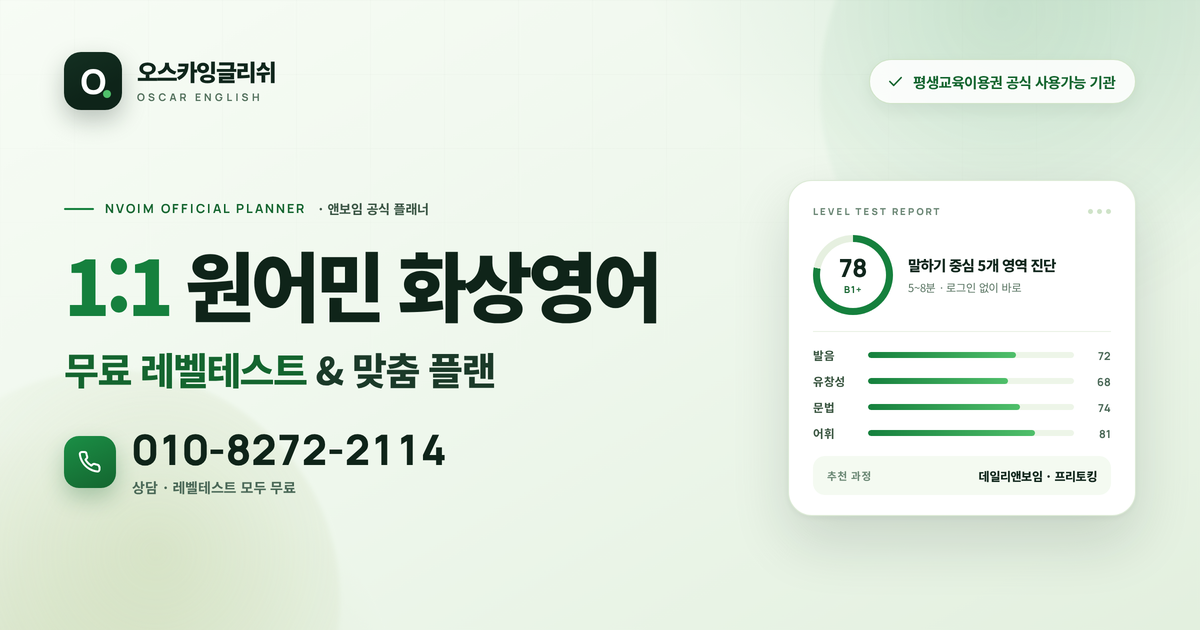 O.
오스카잉글리쉬
OSCAR ENGLISH
평생교육이용권 공식 사용가능 기관
NVOIM OFFICIAL PLANNER · 앤보임 공식 플래너
1:1 원어민 화상영어
무료 레벨테스트 & 맞춤 플랜
010-8272-2114
상담 · 레벨테스트 모두 무료
LEVEL TEST REPORT
78
B1+
말하기 중심 5개 영역 진단
5~8분 · 로그인 없이 바로
발음 72
유창성 68
문법 74
어휘 81
추천 과정 데일리앤보임 · 프리토킹